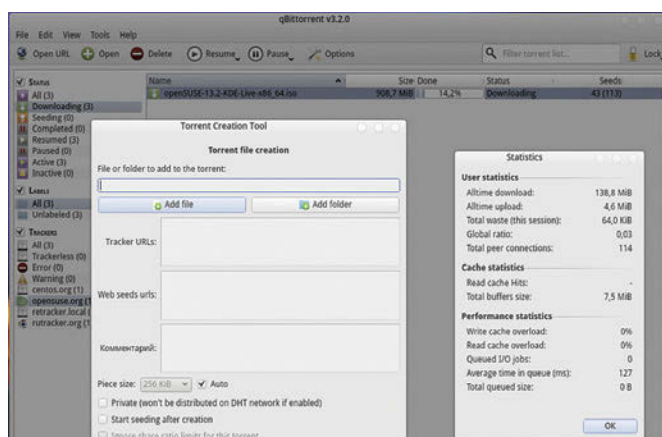 qBittorrent v3.2.0
File Edit View Tools Help
Open URL Open Delete Resume Pause Options Filter torrent list... Lock
Status
All (3)
Downloading (3)
Seeding (0)
Completed (0)
Resumed (3)
Paused (0)
Active (3)
Inactive (0)
Labels
All (3)
Unlabeled (3)
Trackers
All (3)
Trackerless (0)
Error (0)
Warning (0)
centos.org (1)
opensuse.org (1
retracker.local (
rutracker.org (1
Name Size Done Status Seeds
openSUSE-13.2-KDE-Live-x86_64.iso 908,7 MiB 14,2% Downloading 43 (113)
Torrent Creation Tool
Torrent file creation
File or folder to add to the torrent:
Add file Add folder
Tracker URLs:
Web seeds urls:
Комментарий:
Piece size: 256 KiB Auto
Private (won't be distributed on DHT network if enabled)
Start seeding after creation
Ignore share ratio limits for this torrent
Statistics
User statistics
Alltime download: 138,8 MiB
Alltime upload: 4,6 MiB
Total waste (this session): 64,0 KiB
Global ratio: 0,03
Total peer connections: 114
Cache statistics
Read cache Hits: -
Total buffers size: 7,5 MiB
Performance statistics
Write cache overload: 0%
Read cache overload: 0%
Queued I/O jobs: 0
Average time in queue (ms): 127
Total queued size: 0 B
OK